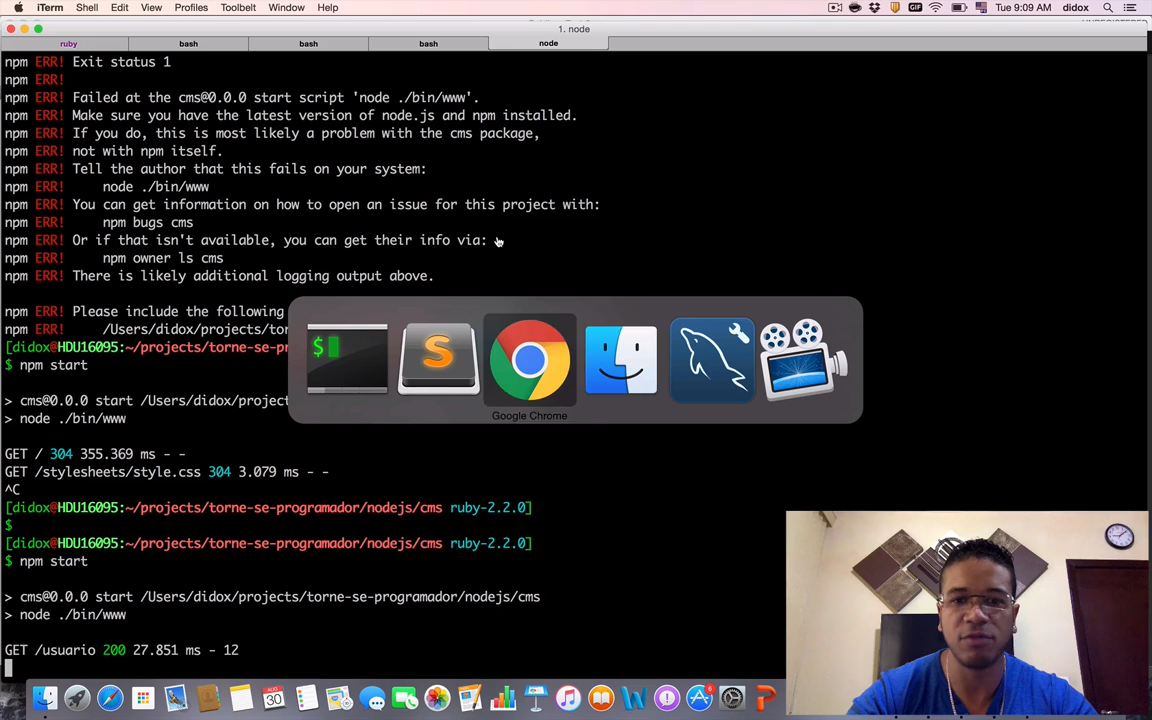 iTerm Shell Edit View Profiles Toolbelt Window Help GIF Tue 9:09 AM didox
1. node
ruby bash bash bash node
npm ERR! Exit status 1
npm ERR!
npm ERR! Failed at the cms@0.0.0 start script 'node ./bin/www'.
npm ERR! Make sure you have the latest version of node.js and npm installed.
npm ERR! If you do, this is most likely a problem with the cms package,
npm ERR! not with npm itself.
npm ERR! Tell the author that this fails on your system:
npm ERR! node ./bin/www
npm ERR! You can get information on how to open an issue for this project with:
npm ERR! npm bugs cms
npm ERR! Or if that isn't available, you can get their info via:
npm ERR! npm owner ls cms
npm ERR! There is likely additional logging output above.
npm ERR! Please include the following
npm ERR! /Users/didox/projects/tor
[didox@HDU16095:~/projects/torne-se-pr
$ npm start
Google Chrome
> cms@0.0.0 start /Users/didox/project
> node ./bin/www
GET / 304 355.369 ms - -
GET /stylesheets/style.css 304 3.079 ms - -
^C
[didox@HDU16095:~/projects/torne-se-programador/nodejs/cms ruby-2.2.0]
$
[didox@HDU16095:~/projects/torne-se-programador/nodejs/cms ruby-2.2.0]
$ npm start
> cms@0.0.0 start /Users/didox/projects/torne-se-programador/nodejs/cms
> node ./bin/www
GET /usuario 200 27.851 ms - 12